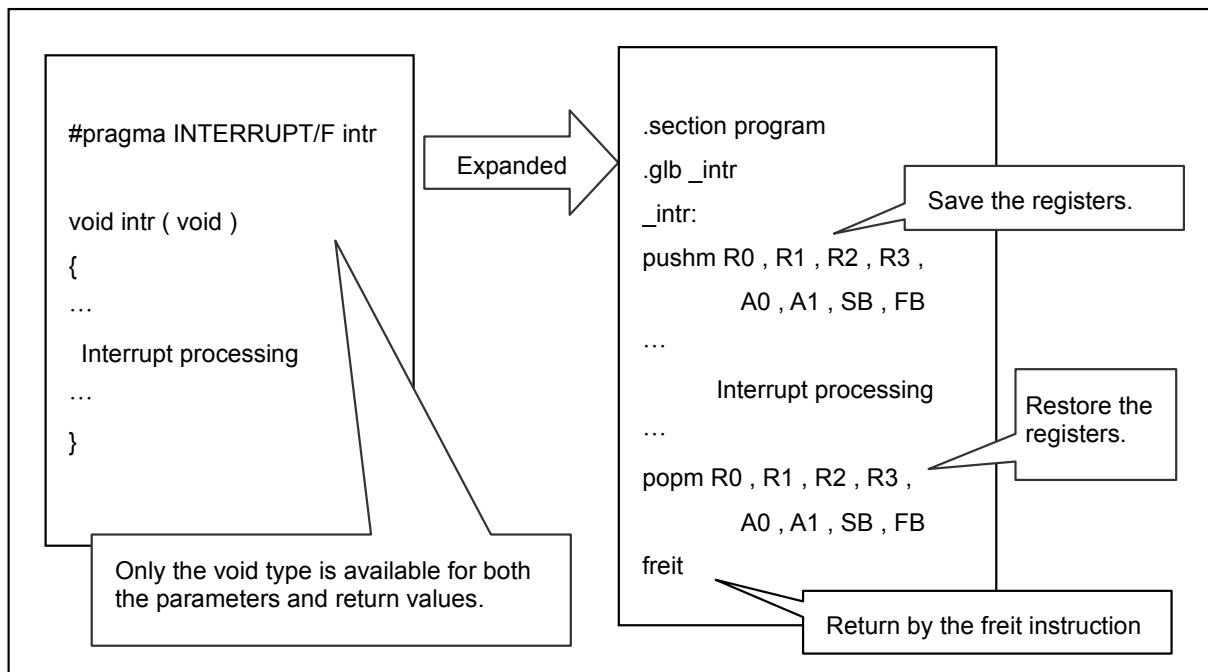 #pragma INTERRUPT/F intr
void intr ( void )
{
…
Interrupt processing
…
}
Only the void type is available for both
the parameters and return values.
Expanded
.section program
.glb _intr
_intr:
pushm R0 , R1 , R2 , R3 ,
A0 , A1 , SB , FB
…
Interrupt processing
…
popm R0 , R1 , R2 , R3 ,
A0 , A1 , SB , FB
freit
Save the registers.
Restore the
registers.
Return by the freit instruction